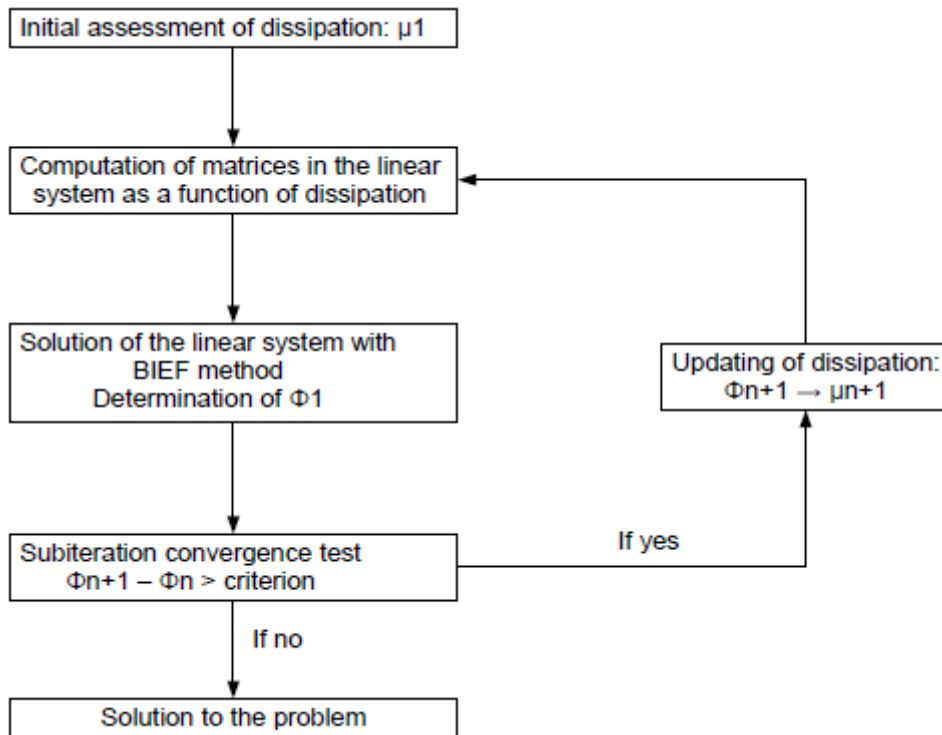 Initial assessment of dissipation: μ1
Computation of matrices in the linear
system as a function of dissipation
Solution of the linear system with
BIEF method
Determination of Φ1
Updating of dissipation:
Φn+1 → μn+1
Subiteration convergence test
Φn+1 – Φn > criterion
If yes
If no
Solution to the problem